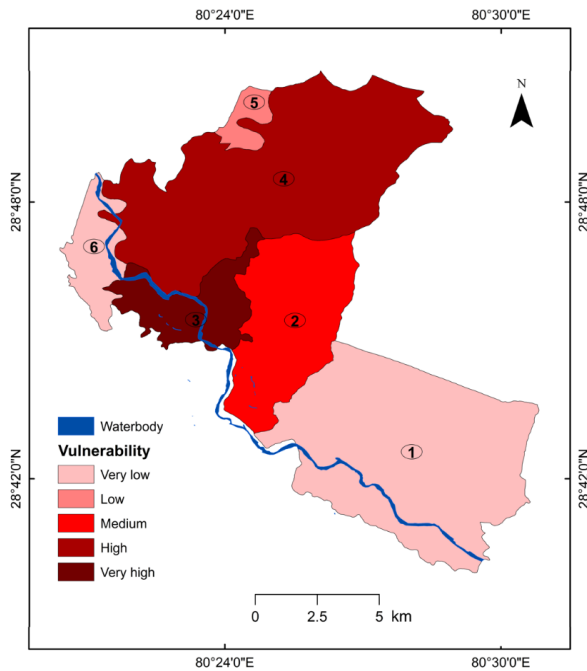 80°24'0"E 80°30'0"E
N
5
4
28°48'0"N 28°48'0"N
6
3 2
1
Waterbody
Vulnerability
Very low
Low
Medium
High
Very high
28°42'0"N 28°42'0"N
0 2.5 5 km
80°24'0"E 80°30'0"E